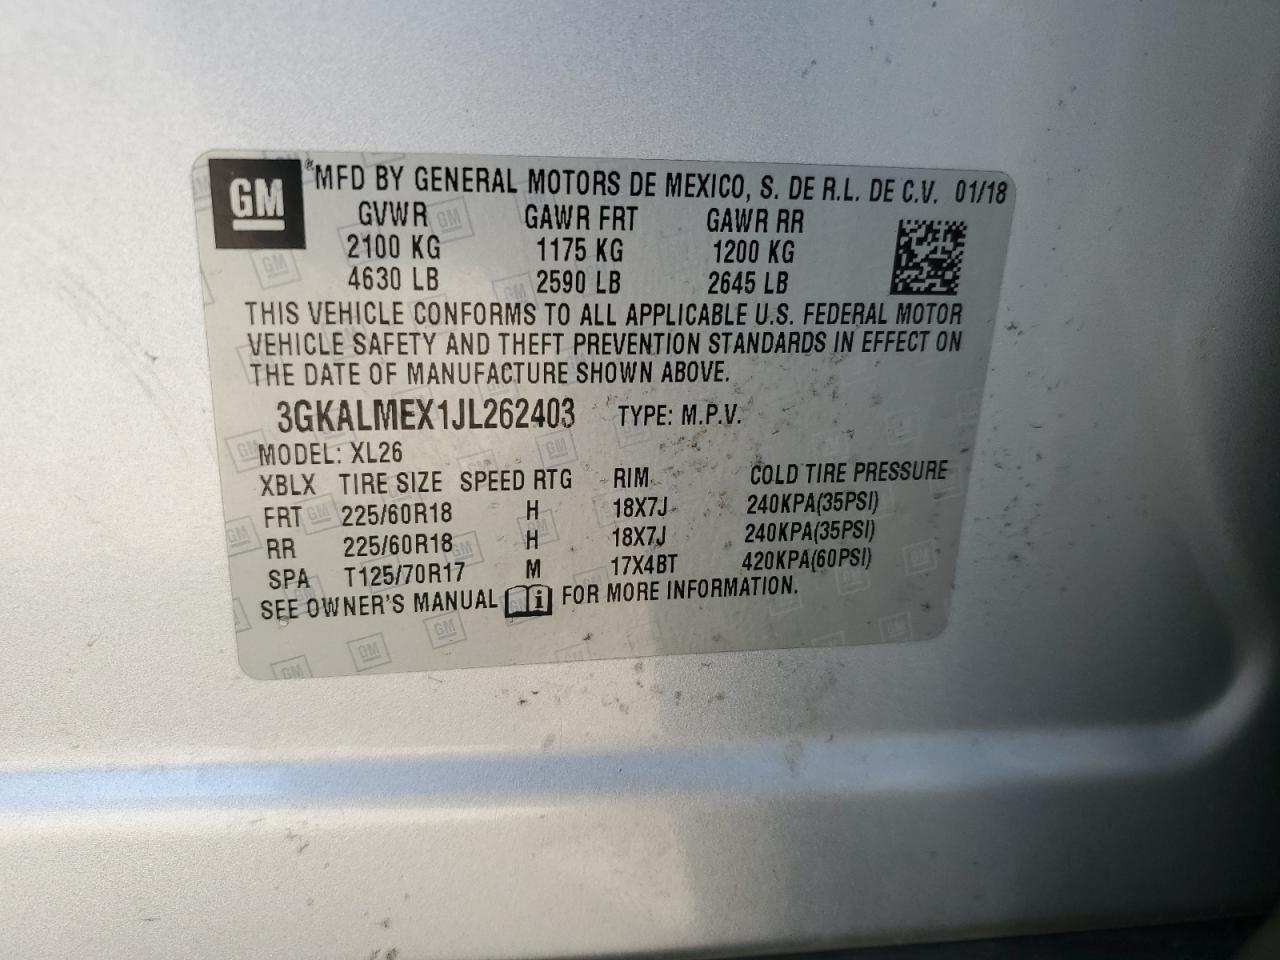 GM MFD BY GENERAL MOTORS DE MEXICO, S. DE R.L. DE C.V. 01/18
GVWR GAWR FRT GAWR RR
2100 KG 1175 KG 1200 KG
4630 LB 2590 LB 2645 LB
THIS VEHICLE CONFORMS TO ALL APPLICABLE U.S. FEDERAL MOTOR
VEHICLE SAFETY AND THEFT PREVENTION STANDARDS IN EFFECT ON
THE DATE OF MANUFACTURE SHOWN ABOVE.
3GKALMEX1JL262403 TYPE: M.P.V.
MODEL: XL26
XBLX TIRE SIZE SPEED RTG RIM COLD TIRE PRESSURE
FRT 225/60R18 H 18X7J 240KPA(35PSI)
RR 225/60R18 H 18X7J 240KPA(35PSI)
SPA T125/70R17 M 17X4BT 420KPA(60PSI)
SEE OWNER'S MANUAL i FOR MORE INFORMATION.